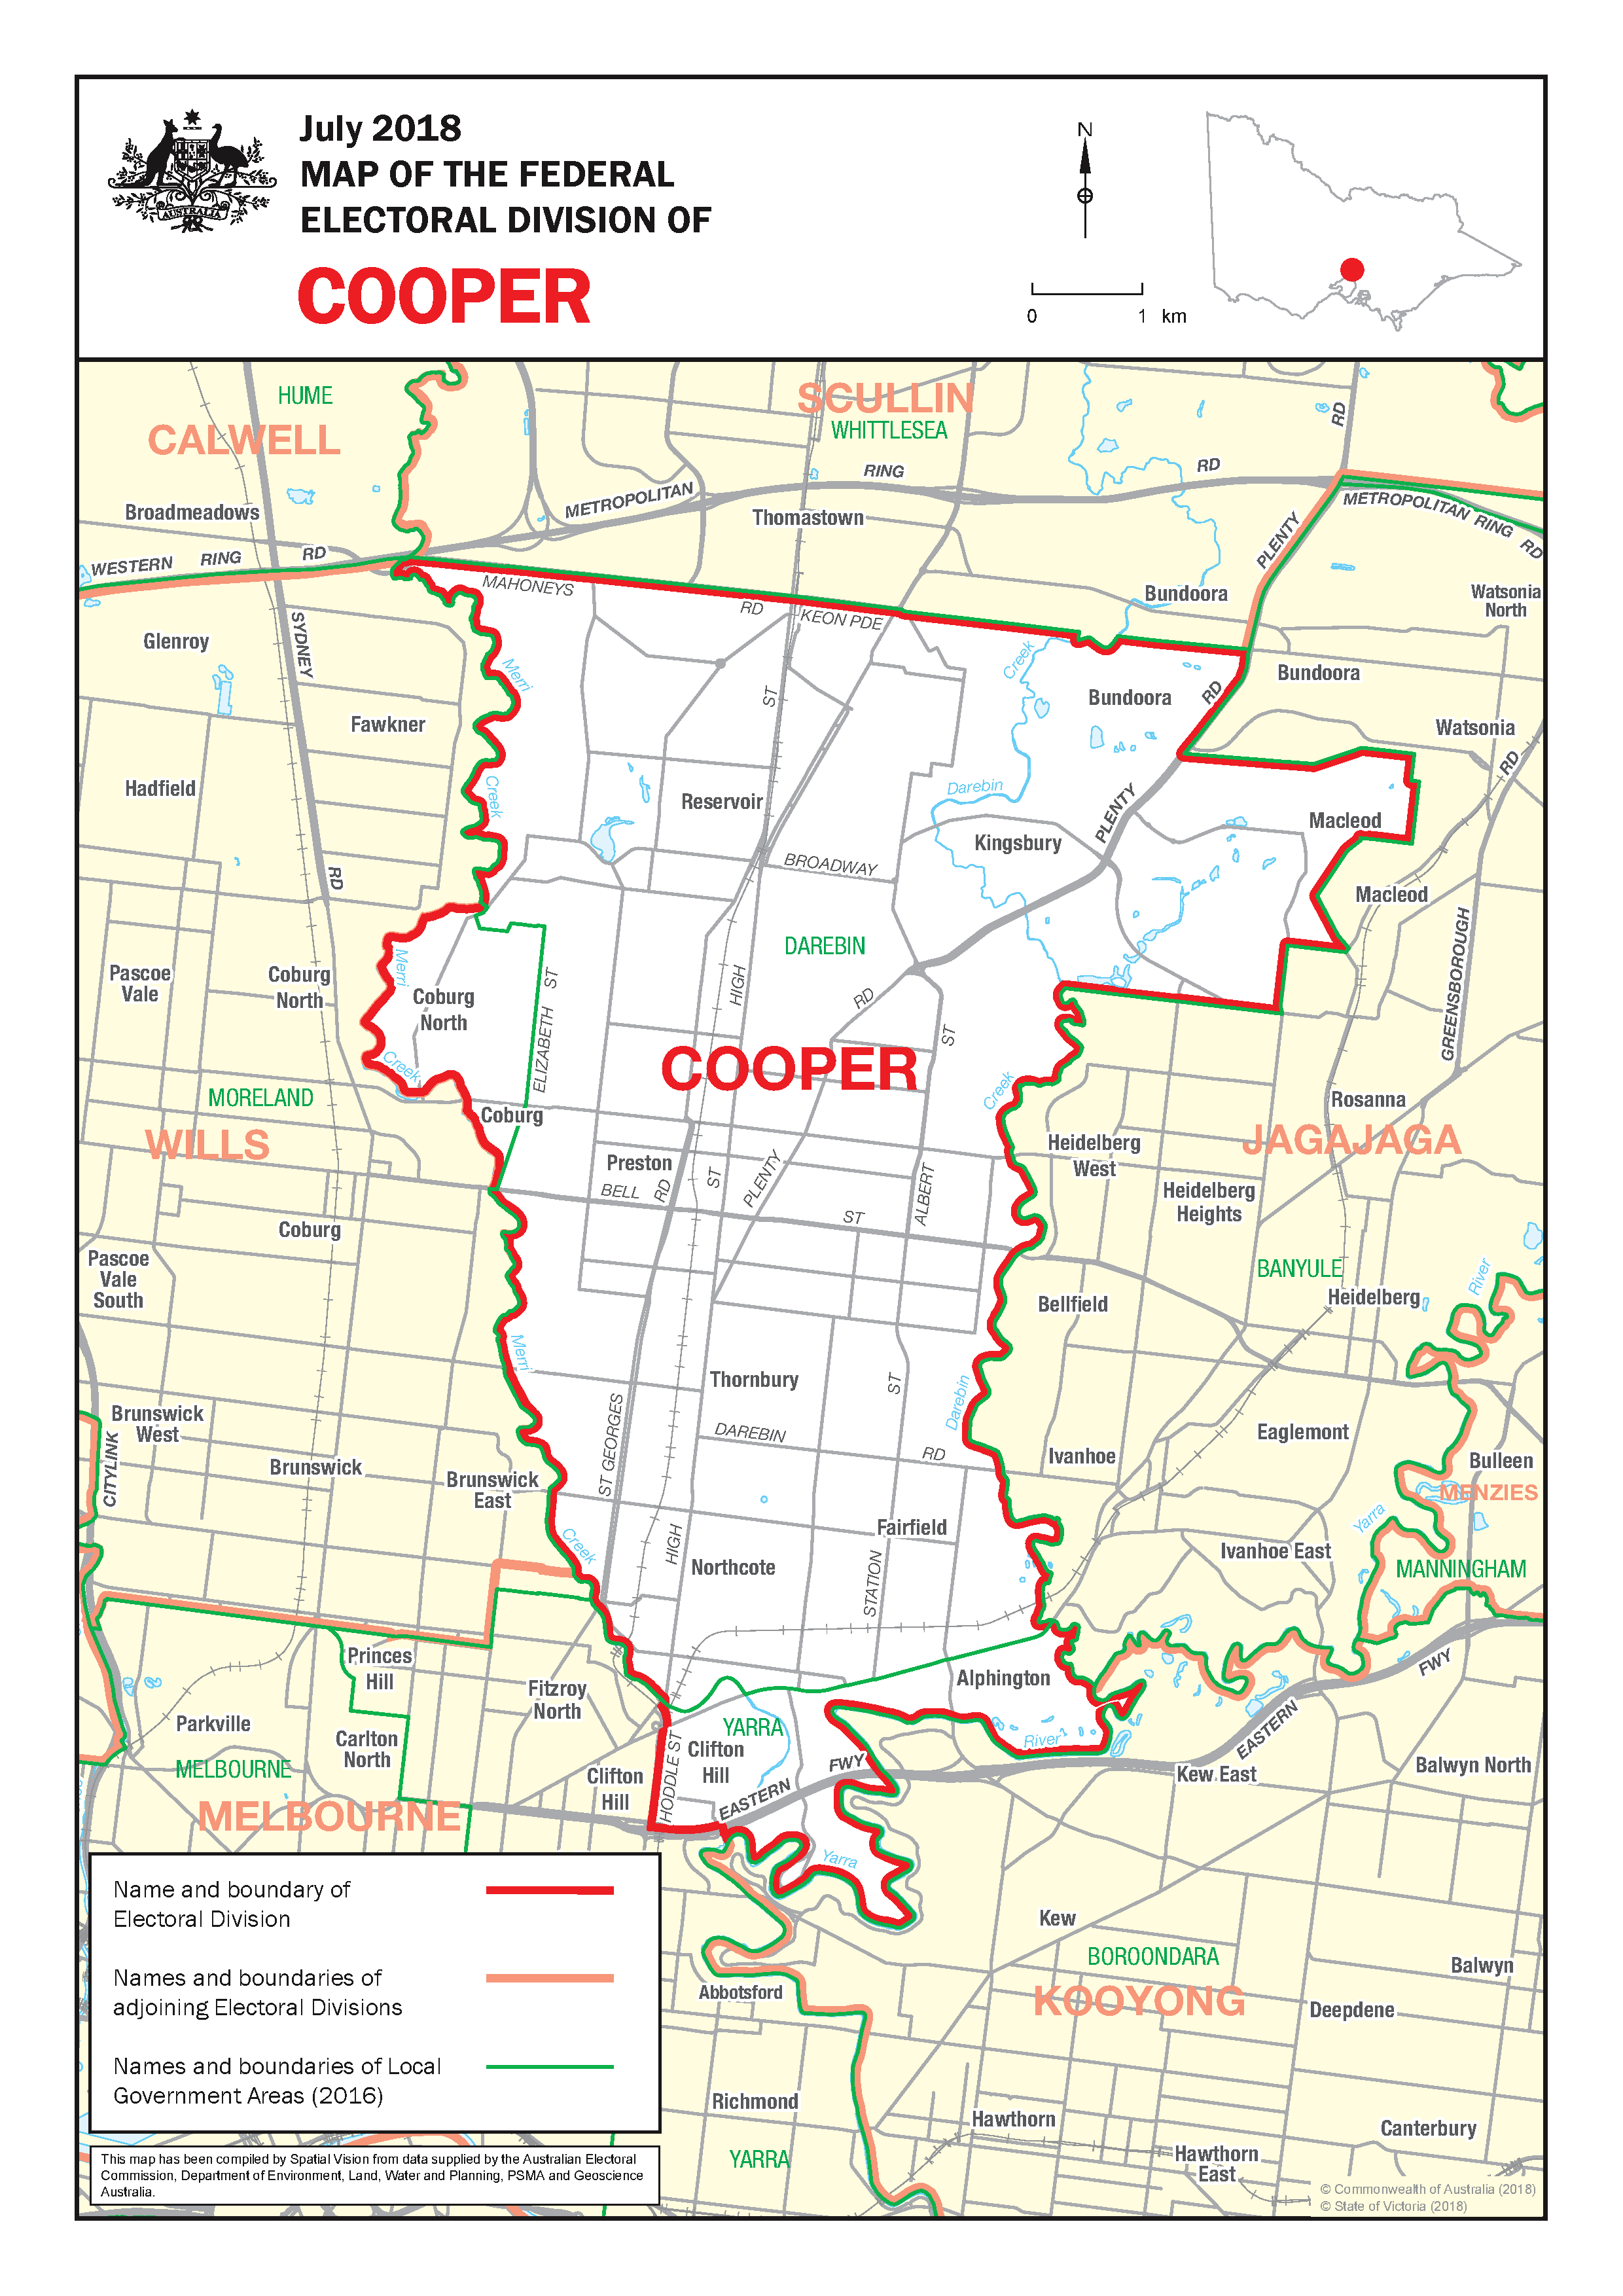 July 2018
MAP OF THE FEDERAL
ELECTORAL DIVISION OF
COOPER
AUSTRALIA
N
0 1 km
HUME
CALWELL
SCULLIN
WHITTLESEA
RD
RING
RD
METROPOLITAN
METROPOLITAN RING RD
Broadmeadows
Thomastown
PLENTY
WESTERN RING RD
MAHONEYS
RD
KEON PDE
Bundoora
Watsonia
North
Glenroy
SYDNEY
Merri
Creek
Bundoora
Bundoora
RD
ST
Fawkner
Watsonia
RD
Hadfield
Creek
Reservoir
Darebin
PLENTY
Kingsbury
Macleod
BROADWAY
RD
Macleod
DAREBIN
GREENSBOROUGH
Pascoe
Vale
Coburg
North
Merri
Coburg
North
ST
ELIZABETH
HIGH
RD
ST
COOPER
Creek
Creek
MORELAND
WILLS
Coburg
Rosanna
JAGAJAGA
Heidelberg
West
Preston
BELL
RD
ST
PLENTY
ST
ALBERT
Heidelberg
Heights
Coburg
Pascoe
Vale
South
BANYULE
Heidelberg
River
Bellfield
Merri
Thornbury
ST
Darebin
Brunswick
West
CITYLINK
ST GEORGES
DAREBIN
RD
Eaglemont
Ivanhoe
Bulleen
MENZIES
Brunswick
Brunswick
East
Creek
HIGH
Fairfield
Yarra
Ivanhoe East
Northcote
STATION
MANNINGHAM
Princes
Hill
Fitzroy
North
Alphington
FWY
EASTERN
Parkville
Carlton
North
YARRA
River
HODDLE ST
Clifton
Hill
FWY
EASTERN
MELBOURNE
Clifton
Hill
Kew East
Balwyn North
MELBOURNE
Yarra
Name and boundary of
Electoral Division
Names and boundaries of
adjoining Electoral Divisions
Names and boundaries of Local
Government Areas (2016)
Kew
BOROONDARA
KOOYONG
Balwyn
Deepdene
Abbotsford
Richmond
Hawthorn
YARRA
Hawthorn
East
Canterbury
This map has been compiled by Spatial Vision from data supplied by the Australian Electoral
Commission, Department of Environment, Land, Water and Planning, PSMA and Geoscience
Australia.
© Commonwealth of Australia (2018)
© State of Victoria (2018)